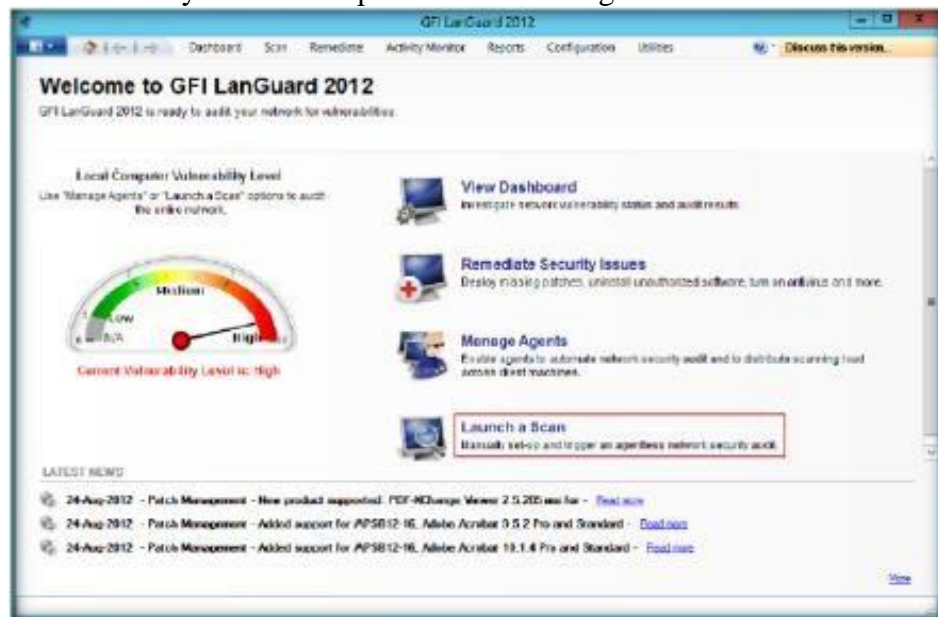 GFI LanGuard 2012
Dashboard Scan Remediate Activity Monitor Reports Configuration Utilities Discuss this version...
Welcome to GFI LanGuard 2012
GFI LanGuard 2012 is ready to audit your network for vulnerabilities
Local Computer Vulnerability Level
Use "Manage Agents" or "Launch a Scan" options to audit
the entire network.
Medium
Low
N/A
High
Current Vulnerability Level is: High
View Dashboard
Investigate network vulnerability status and audit results
Remediate Security Issues
Deploy missing patches, uninstall unauthorized software, turn on antivirus and more.
Manage Agents
Enable agents to automate network security audit and to distribute scanning load
across client machines.
Launch a Scan
Manually set-up and trigger an agentless network security audit.
LATEST NEWS
24-Aug-2012 - Patch Management - New product supported: PDF-XChange Viewer 2.5.205 for - Read more
24-Aug-2012 - Patch Management - Added support for APSB12-16, Adobe Acrobat 9.5.2 Pro and Standard - Read more
24-Aug-2012 - Patch Management - Added support for APSB12-16, Adobe Acrobat 10.1.4 Pro and Standard - Read more